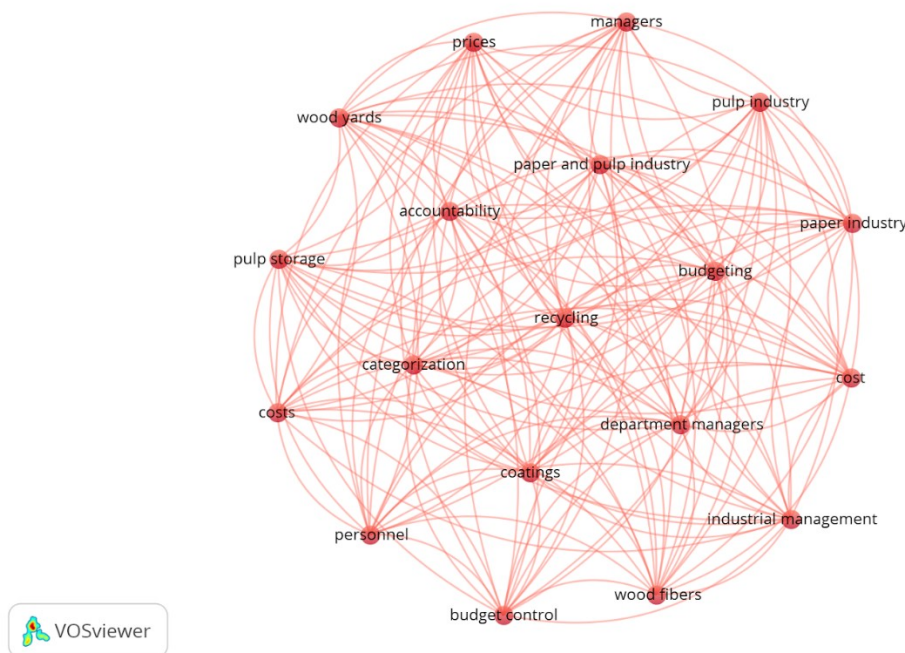 managers
prices
pulp industry
wood yards
paper and pulp industry
accountability
paper industry
pulp storage
budgeting
recycling
categorization
cost
costs
department managers
coatings
industrial management
personnel
wood fibers
budget control
VOSviewer